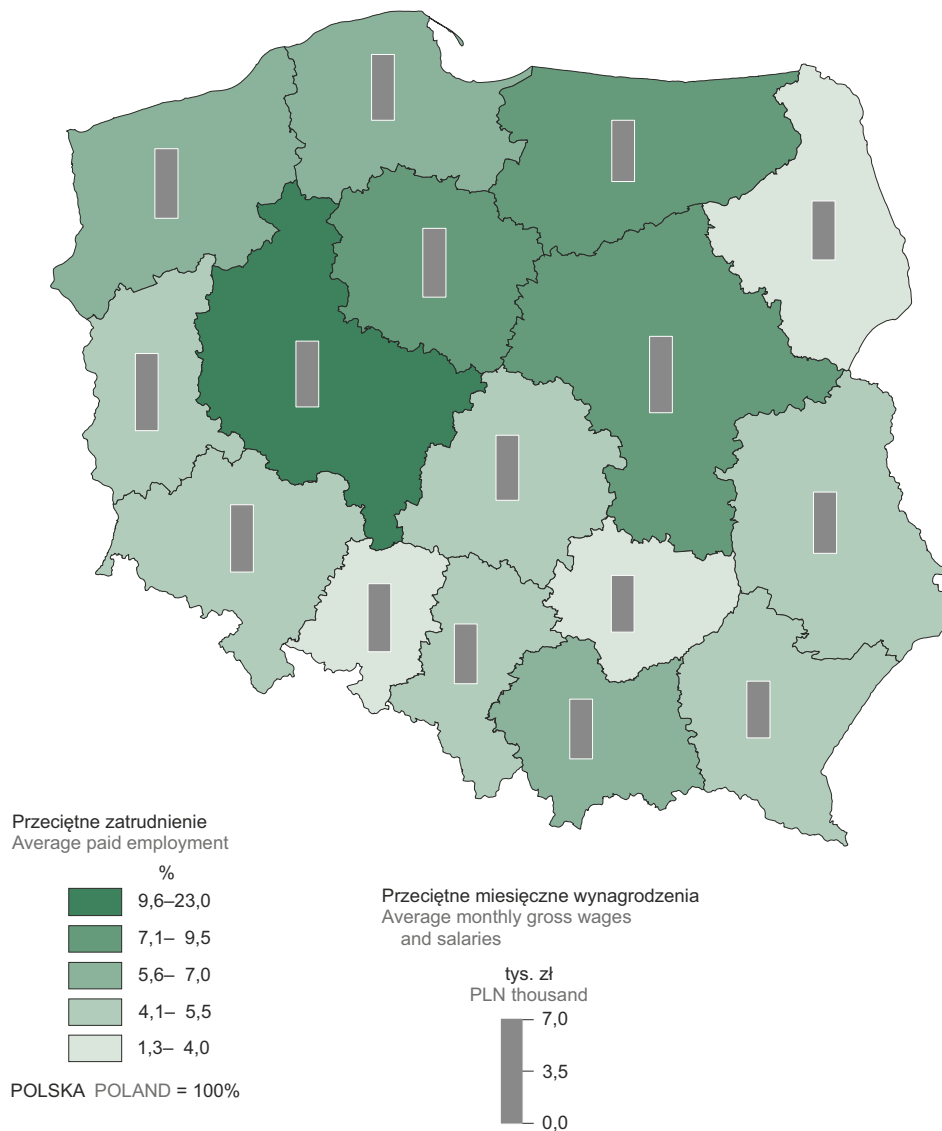 Przeciętne zatrudnienie
Average paid employment
%
9,6–23,0
7,1– 9,5
5,6– 7,0
4,1– 5,5
1,3– 4,0
POLSKA POLAND = 100%
Przeciętne miesięczne wynagrodzenia
Average monthly gross wages
and salaries
tys. zł
PLN thousand
7,0
3,5
0,0